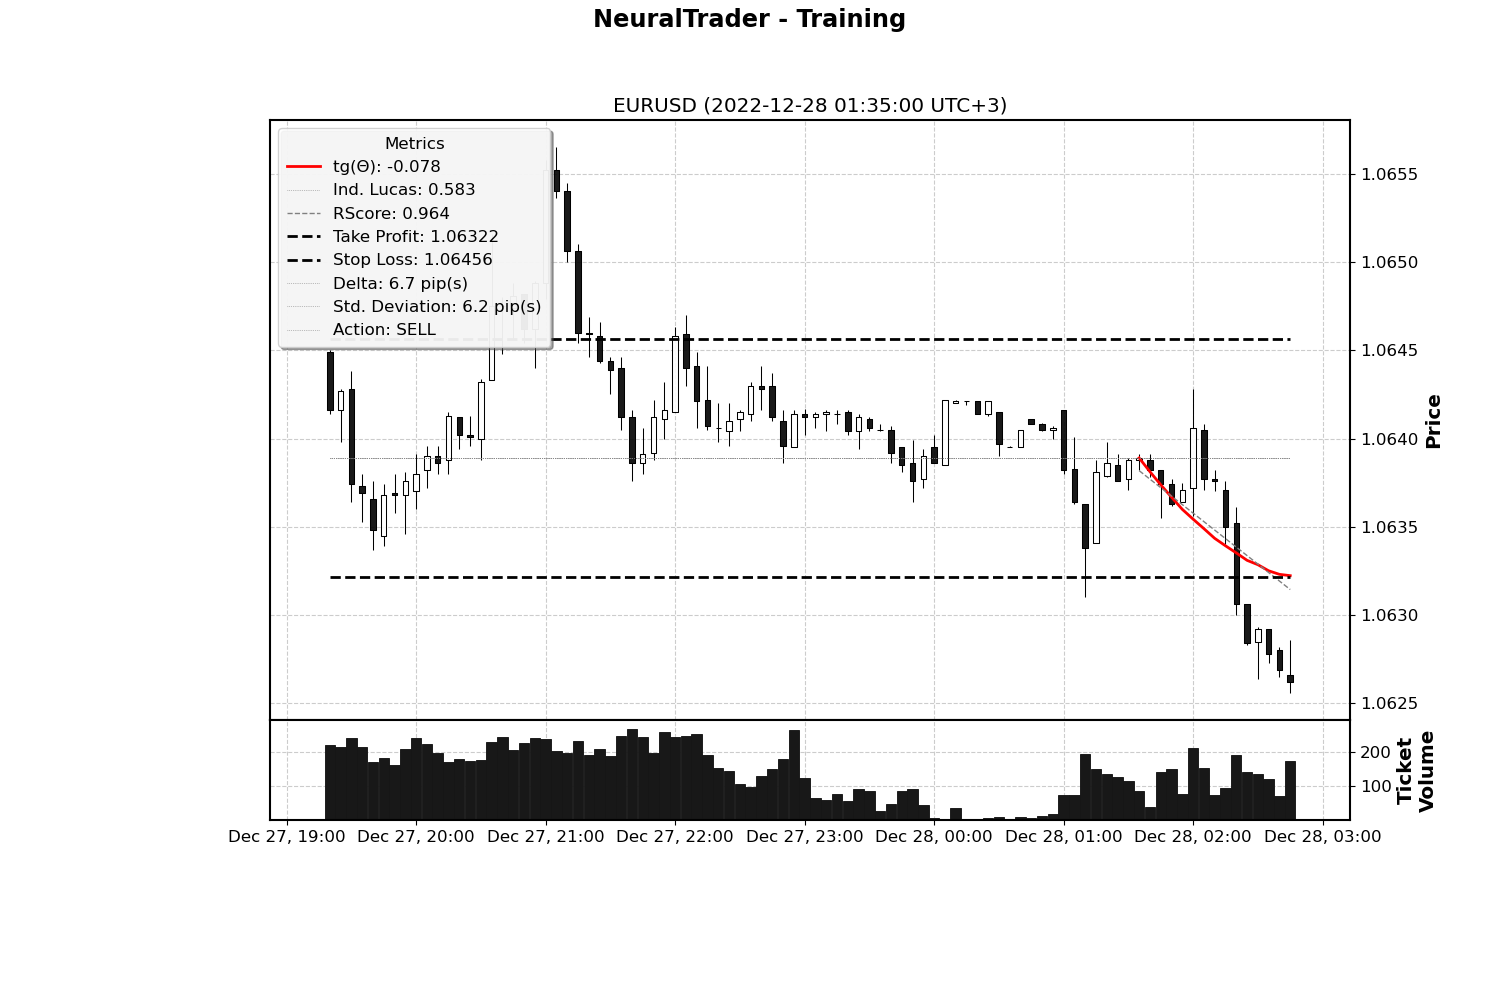 NeuralTrader - Training
EURUSD (2022-12-28 01:35:00 UTC+3)
Metrics
tg(Θ): -0.078
Ind. Lucas: 0.583
RScore: 0.964
Take Profit: 1.06322
Stop Loss: 1.06456
Delta: 6.7 pip(s)
Std. Deviation: 6.2 pip(s)
Action: SELL
1.0655
1.0650
1.0645
1.0640
1.0635
1.0630
1.0625
Price
200
100
Ticket
Volume
Dec 27, 19:00
Dec 27, 20:00
Dec 27, 21:00
Dec 27, 22:00
Dec 27, 23:00
Dec 28, 00:00
Dec 28, 01:00
Dec 28, 02:00
Dec 28, 03:00